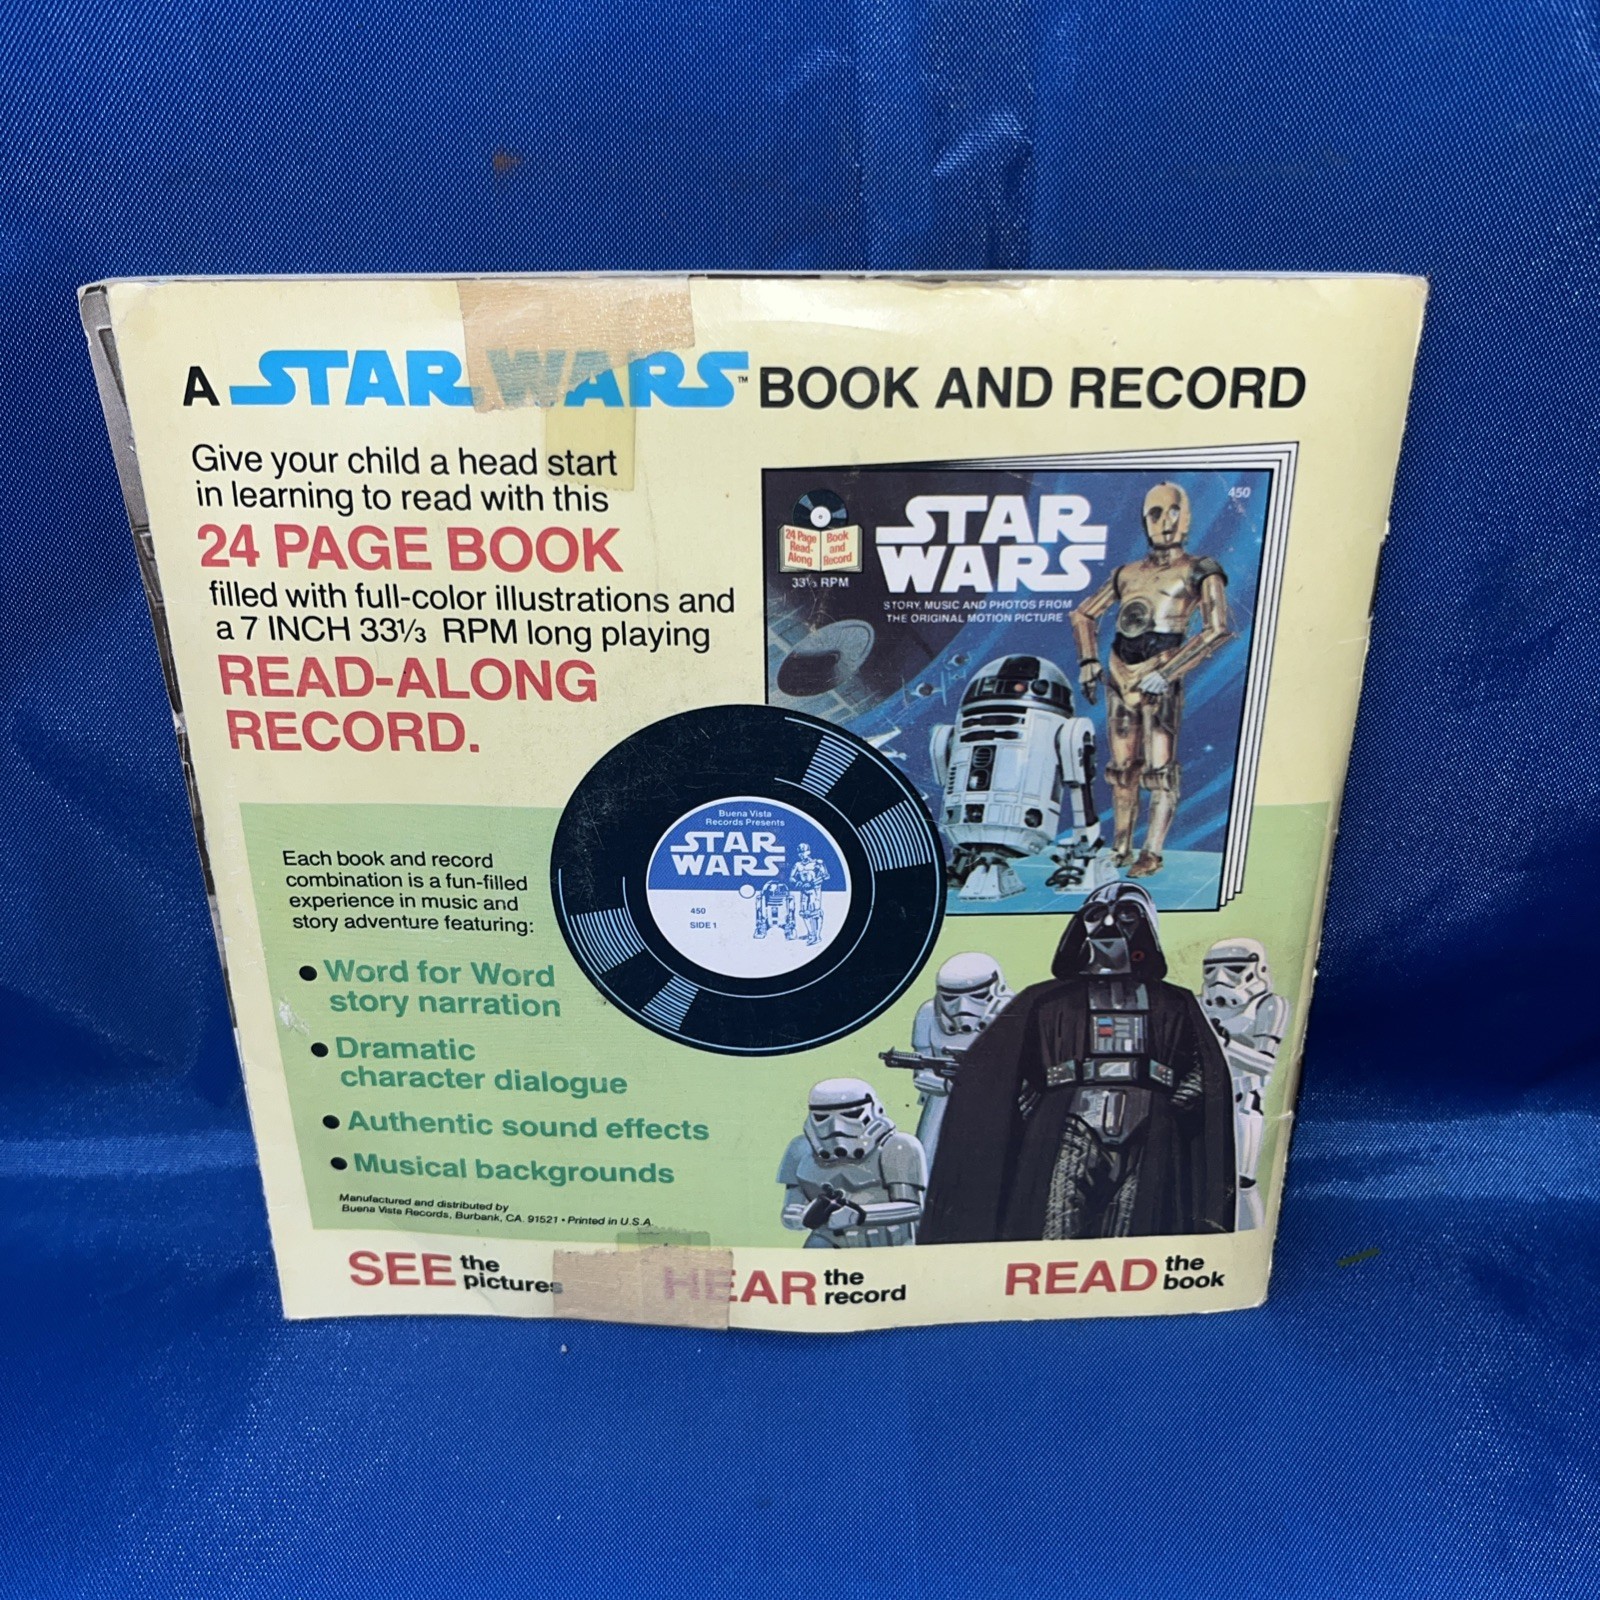 A STAR WARS™ BOOK AND RECORD
Give your child a head start
in learning to read with this
24 PAGE BOOK
filled with full-color illustrations and
a 7 INCH 33⅓ RPM long playing
READ-ALONG
RECORD.
450
24 Page
Read-
Along
Book
and
Record
33⅓ RPM
STAR
WARS
STORY, MUSIC AND PHOTOS FROM
THE ORIGINAL MOTION PICTURE
Buena Vista
Records Presents
STAR
WARS
450
SIDE 1
Each book and record
combination is a fun-filled
experience in music and
story adventure featuring:
• Word for Word
story narration
• Dramatic
character dialogue
• Authentic sound effects
• Musical backgrounds
Manufactured and distributed by
Buena Vista Records, Burbank, CA. 91521 • Printed in U.S.A.
SEE the pictures
HEAR the record
READ the book